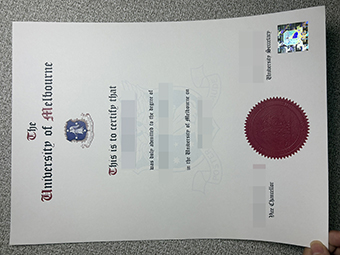 The
University of Melbourne
This is to certify that
was duly admitted to the degree of
in the University of Melbourne on
University Secretary
Vice Chancellor